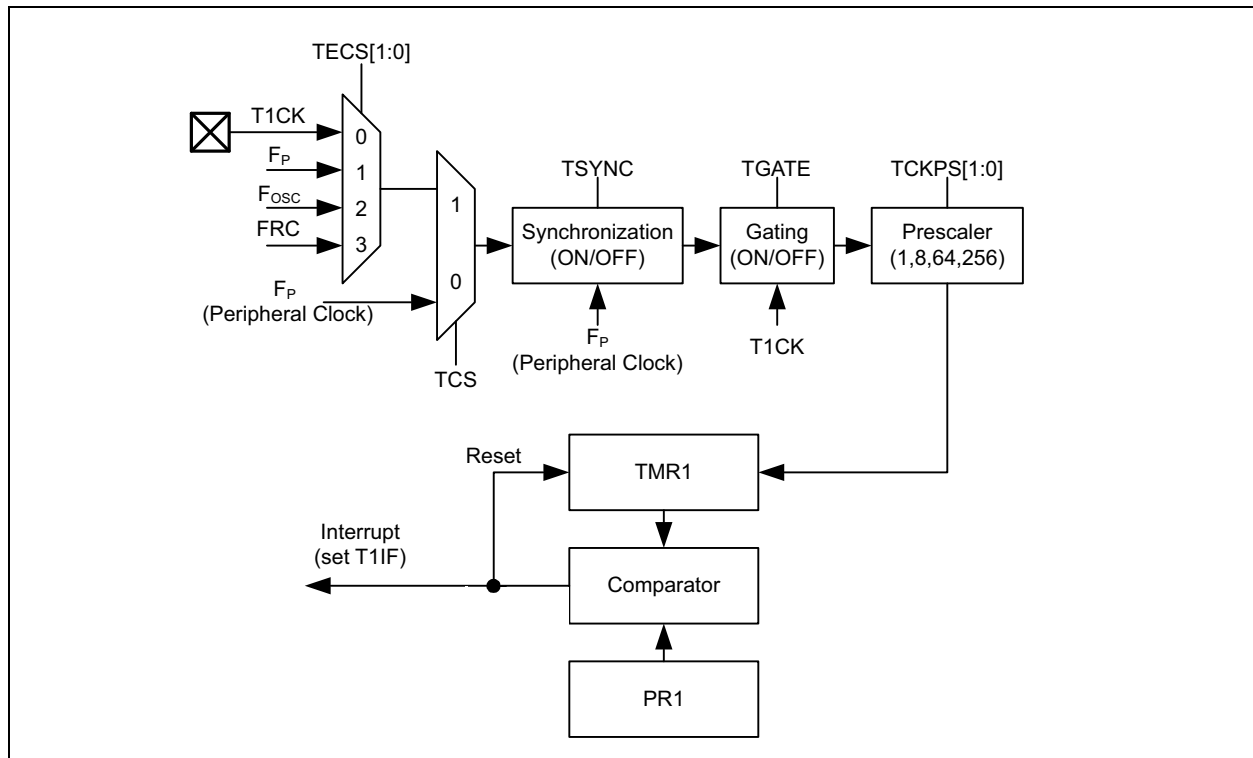 TECS[1:0]
T1CK
0
FP
1
FOSC
2
FRC
3
1
0
FP
(Peripheral Clock)
TCS
TSYNC
Synchronization
(ON/OFF)
FP
(Peripheral Clock)
TGATE
Gating
(ON/OFF)
T1CK
TCKPS[1:0]
Prescaler
(1,8,64,256)
Reset
TMR1
Interrupt
(set T1IF)
Comparator
PR1